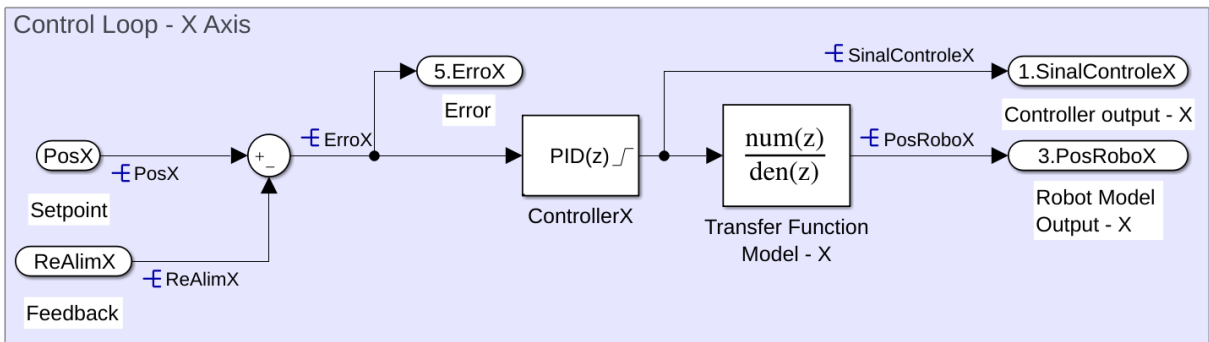 Control Loop - X Axis
SinalControleX
5.ErroX
1.SinalControleX
Error
Controller output - X
ErroX
PosX
+
-
PID(z)
num(z)
den(z)
PosRoboX
3.PosRoboX
PosX
Setpoint
ControllerX
Transfer Function
Model - X
Robot Model
Output - X
ReAlimX
ReAlimX
Feedback